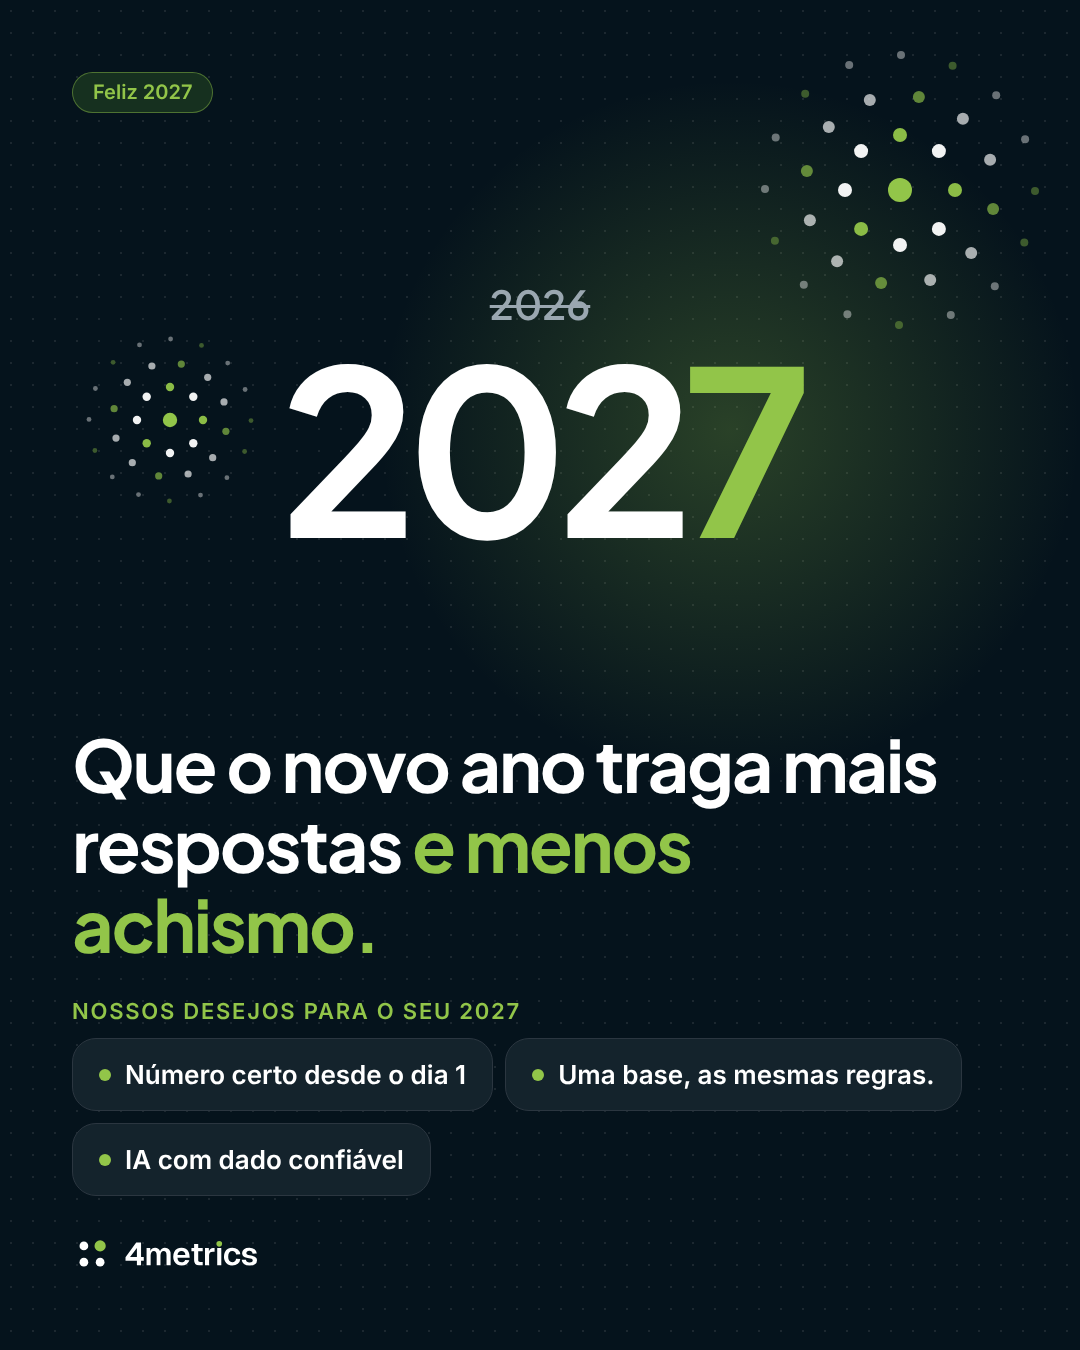 Feliz 2027
2026
2027
Que o novo ano traga mais
respostas e menos
achismo.
NOSSOS DESEJOS PARA O SEU 2027
Número certo desde o dia 1
Uma base, as mesmas regras.
IA com dado confiável
4metrics